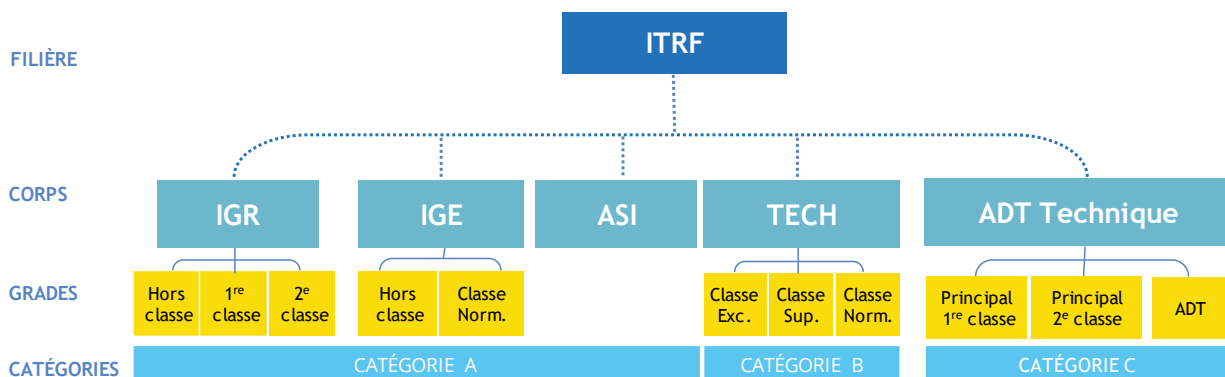 ITRF
FILIÈRE
CORPS
IGR
IGE
ASI
TECH
ADT Technique
GRADES
Hors
classe
1re
classe
2e
classe
Hors
classe
Classe
Norm.
Classe
Exc.
Classe
Sup.
Classe
Norm.
Principal
1re classe
Principal
2e classe
ADT
CATÉGORIES
CATÉGORIE A
CATÉGORIE B
CATÉGORIE C